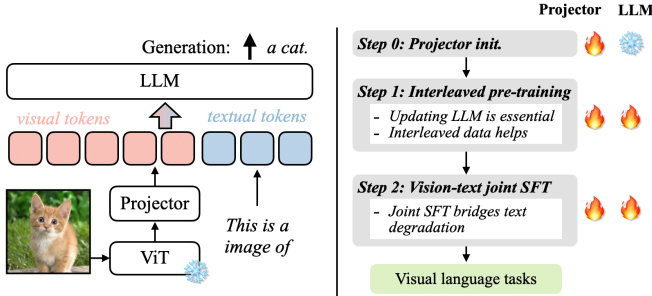 Generation: a cat.
LLM
visual tokens
textual tokens
Projector
ViT
This is a
image of
Projector LLM
Step 0: Projector init.
Step 1: Interleaved pre-training
- Updating LLM is essential
- Interleaved data helps
Step 2: Vision-text joint SFT
- Joint SFT bridges text
degradation
Visual language tasks